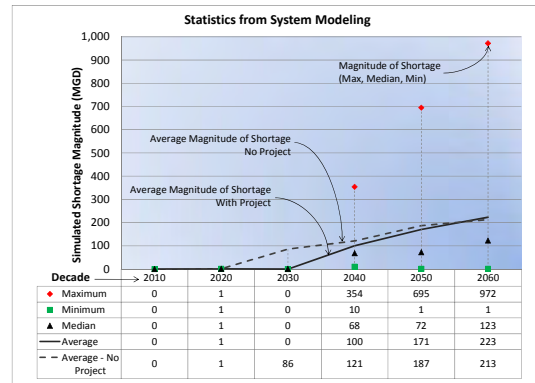 Statistics from System Modeling
Simulated Shortage Magnitude (MGD)
1,000
900
800
700
600
500
400
300
200
100
0
Magnitude of Shortage
(Max, Median, Min)
Average Magnitude of Shortage
No Project
Average Magnitude of Shortage
With Project
Decade 2010 2020 2030 2040 2050 2060
Maximum 0 1 0 354 695 972
Minimum 0 1 0 10 1 1
Median 0 1 0 68 72 123
Average 0 1 0 100 171 223
Average - No
Project 0 1 86 121 187 213